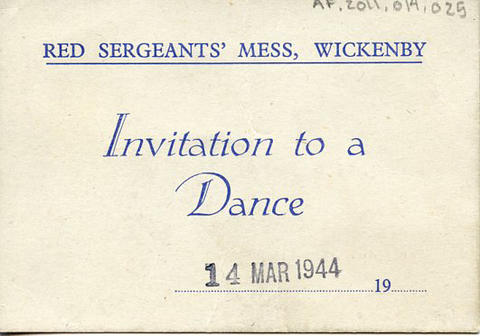 AF.2011.014.025
RED SERGEANTS' MESS, WICKENBY
Invitation to a
Dance
14 MAR 1944
19